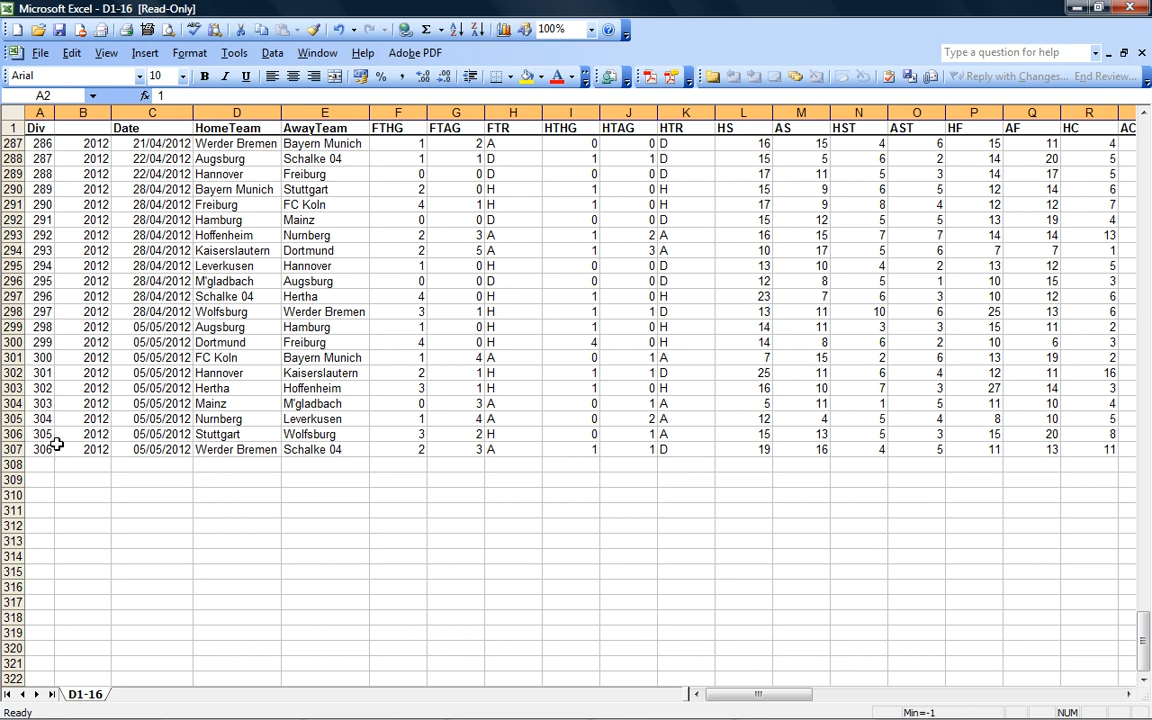 Microsoft Excel - D1-16 [Read-Only]
100%
File Edit View Insert Format Tools Data Window Help Adobe PDF Type a question for help
Arial 10 B I U % , Reply with Changes... End Review...
A2 fx 1
A B C D E F G H I J K L M N O P Q R
1 Div Date HomeTeam AwayTeam FTHG FTAG FTR HTHG HTAG HTR HS AS HST AST HF AF HC AC
287 286 2012 21/04/2012 Werder Bremen Bayern Munich 1 2 A 0 0 D 16 15 4 6 15 11 4
288 287 2012 22/04/2012 Augsburg Schalke 04 1 1 D 1 1 D 15 5 6 2 14 20 5
289 288 2012 22/04/2012 Hannover Freiburg 0 0 D 0 0 D 17 11 5 3 14 17 5
290 289 2012 28/04/2012 Bayern Munich Stuttgart 2 0 H 1 0 H 15 9 6 5 12 14 6
291 290 2012 28/04/2012 Freiburg FC Koln 4 1 H 1 0 H 17 9 8 4 12 12 7
292 291 2012 28/04/2012 Hamburg Mainz 0 0 D 0 0 D 15 12 5 5 13 19 4
293 292 2012 28/04/2012 Hoffenheim Nurnberg 2 3 A 1 2 A 16 15 7 7 14 14 13
294 293 2012 28/04/2012 Kaiserslautern Dortmund 2 5 A 1 3 A 10 17 5 6 7 7 1
295 294 2012 28/04/2012 Leverkusen Hannover 1 0 H 0 0 D 13 10 4 2 13 12 5
296 295 2012 28/04/2012 M'gladbach Augsburg 0 0 D 0 0 D 12 8 5 1 10 15 3
297 296 2012 28/04/2012 Schalke 04 Hertha 4 0 H 1 0 H 23 7 6 3 10 12 6
298 297 2012 28/04/2012 Wolfsburg Werder Bremen 3 1 H 1 1 D 13 11 10 6 25 13 6
299 298 2012 05/05/2012 Augsburg Hamburg 1 0 H 1 0 H 14 11 3 3 15 11 2
300 299 2012 05/05/2012 Dortmund Freiburg 4 0 H 4 0 H 14 8 6 2 10 6 3
301 300 2012 05/05/2012 FC Koln Bayern Munich 1 4 A 0 1 A 7 15 2 6 13 19 2
302 301 2012 05/05/2012 Hannover Kaiserslautern 2 1 H 1 1 D 25 11 6 4 12 11 16
303 302 2012 05/05/2012 Hertha Hoffenheim 3 1 H 1 0 H 16 10 7 3 27 14 3
304 303 2012 05/05/2012 Mainz M'gladbach 0 3 A 0 1 A 5 11 1 5 11 10 4
305 304 2012 05/05/2012 Nurnberg Leverkusen 1 4 A 0 2 A 12 4 5 4 8 10 5
306 305 2012 05/05/2012 Stuttgart Wolfsburg 3 2 H 0 1 A 15 13 5 3 15 20 8
307 306 2012 05/05/2012 Werder Bremen Schalke 04 2 3 A 1 1 D 19 16 4 5 11 13 11
308
309
310
311
312
313
314
315
316
317
318
319
320
321
322
D1-16
Ready Min=-1 NUM